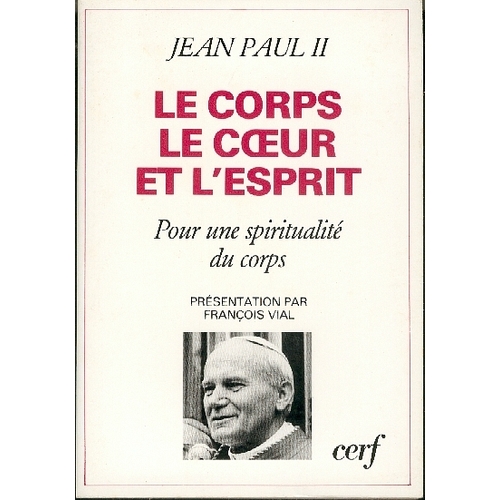 JEAN PAUL II
LE CORPS
LE CŒUR
ET L'ESPRIT
Pour une spiritualité
du corps
PRÉSENTATION PAR
FRANÇOIS VIAL
cerf